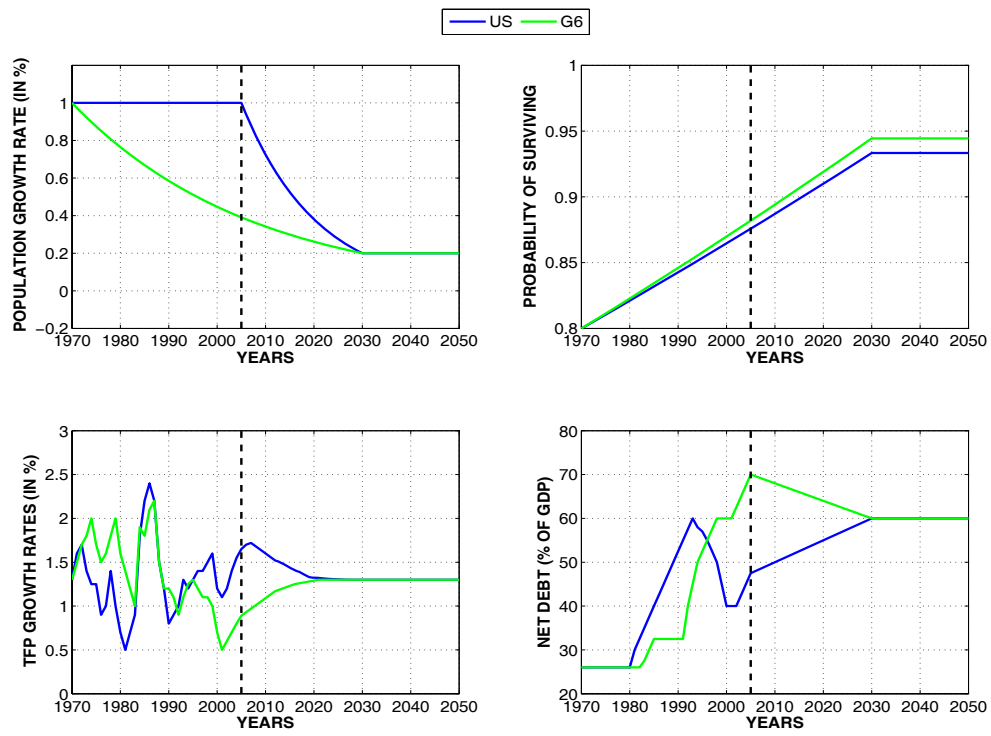 US G6
POPULATION GROWTH RATE (IN %)
1
0.8
0.6
0.4
0.2
0
−0.2
1970 1980 1990 2000 2010 2020 2030 2040 2050
YEARS
PROBABILITY OF SURVIVING
1
0.95
0.9
0.85
0.8
1970 1980 1990 2000 2010 2020 2030 2040 2050
YEARS
TFP GROWTH RATES (IN %)
3
2.5
2
1.5
1
0.5
0
1970 1980 1990 2000 2010 2020 2030 2040 2050
YEARS
NET DEBT (% OF GDP)
80
70
60
50
40
30
20
1970 1980 1990 2000 2010 2020 2030 2040 2050
YEARS